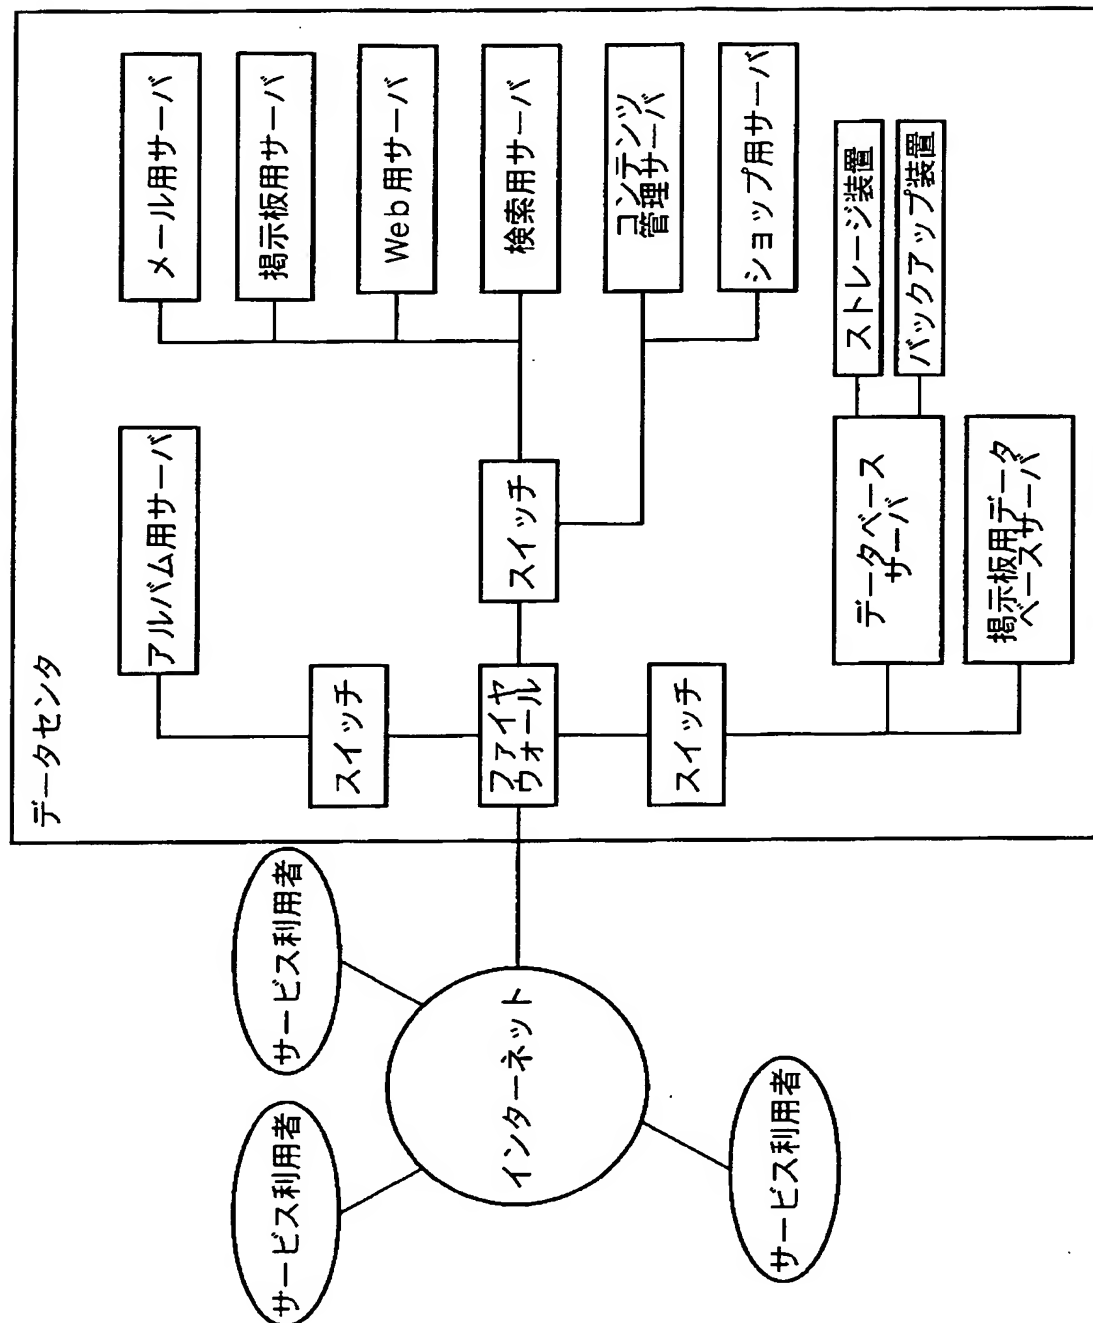 データセンタ
アルバム用サーバ
メール用サーバ
掲示板用サーバ
Web用サーバ
検索用サーバ
コンテンツ
管理サーバ
ショップ用サーバ
スイッチ
スイッチ
ファイヤ
ウォール
スイッチ
データベース
サーバ
ストレージ装置
バックアップ装置
掲示板用データ
ベースサーバ
サービス利用者
サービス利用者
インターネット
サービス利用者